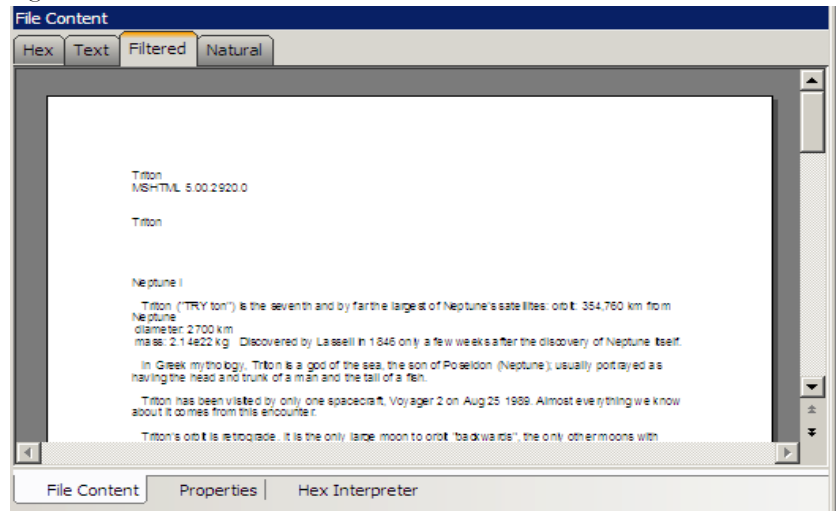 File Content
Hex Text Filtered Natural
Triton
MSHTML 5.00.2920.0
Triton
Neptune I
Triton ("TRY ton") is the seventh and by far the largest of Neptune's satellites: orbit: 354,760 km from
Neptune
diameter: 2700 km
mass: 2.14e22 kg Discovered by Lassell in 1846 only a few weeks after the discovery of Neptune itself.
In Greek mythology, Triton is a god of the sea, the son of Poseidon (Neptune); usually portrayed as
having the head and trunk of a man and the tail of a fish.
Triton has been visited by only one spacecraft, Voyager 2 on Aug 25 1989. Almost everything we know
about it comes from this encounter.
Triton's orbit is retrograde. It is the only large moon to orbit "backwards"; the only other moons with
File Content Properties Hex Interpreter